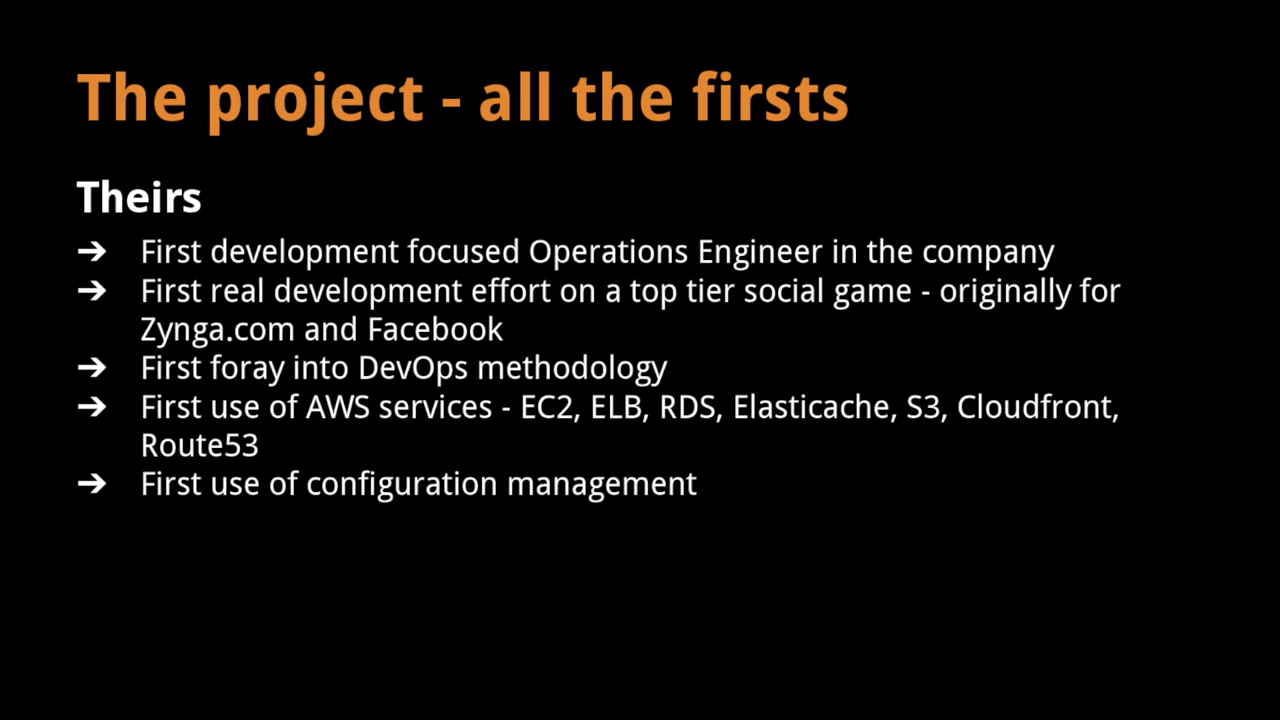 The project - all the firsts
Theirs
➔ First development focused Operations Engineer in the company
➔ First real development effort on a top tier social game - originally for
Zynga.com and Facebook
➔ First foray into DevOps methodology
➔ First use of AWS services - EC2, ELB, RDS, Elasticache, S3, Cloudfront,
Route53
➔ First use of configuration management